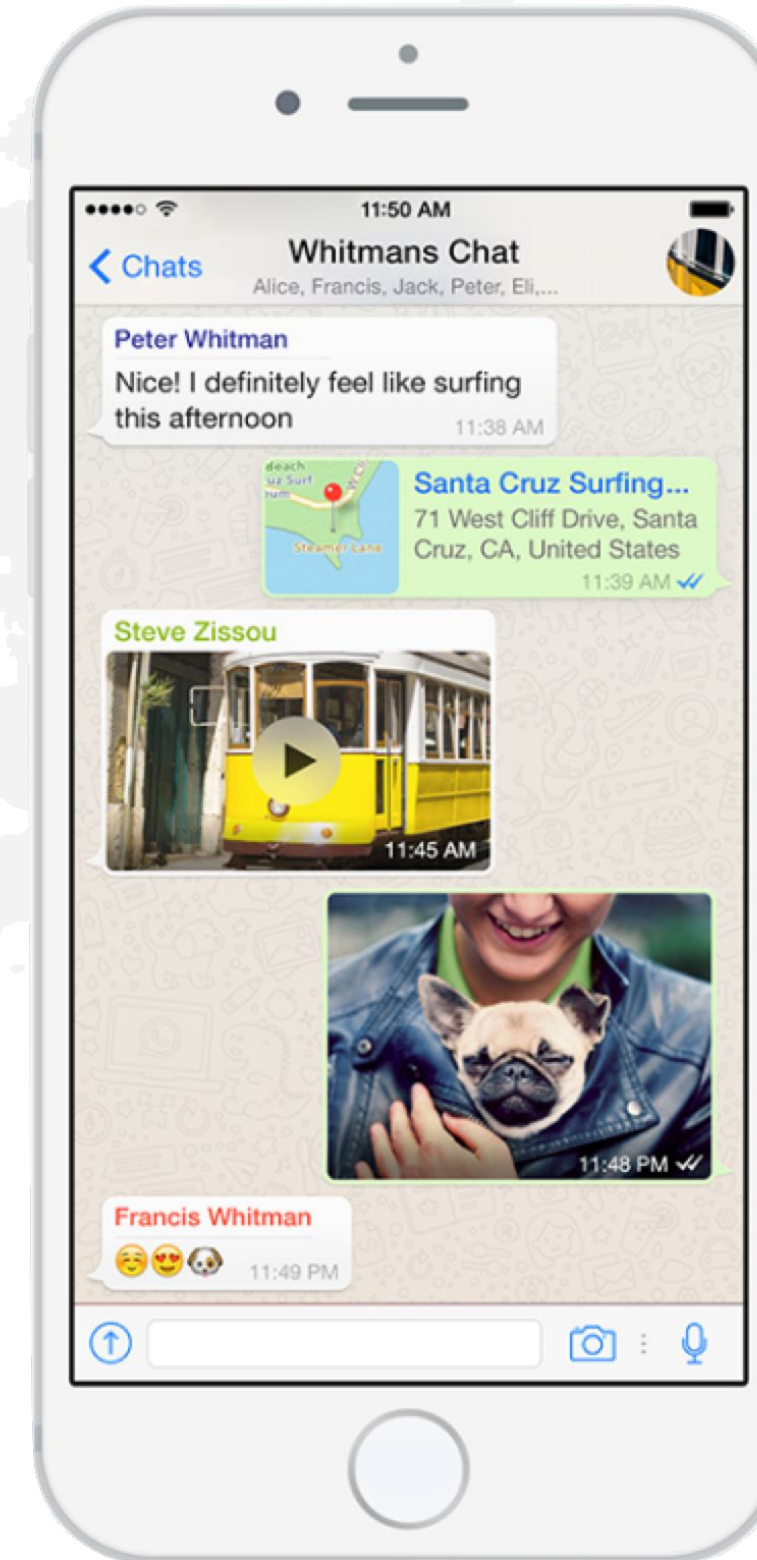 11:50 AM
Chats
Whitmans Chat
Alice, Francis, Jack, Peter, Eli,...
Peter Whitman
Nice! I definitely feel like surfing
this afternoon
11:38 AM
Steamer Lane
Santa Cruz Surfing...
71 West Cliff Drive, Santa
Cruz, CA, United States
11:39 AM
Steve Zissou
11:45 AM
11:48 PM
Francis Whitman
11:49 PM